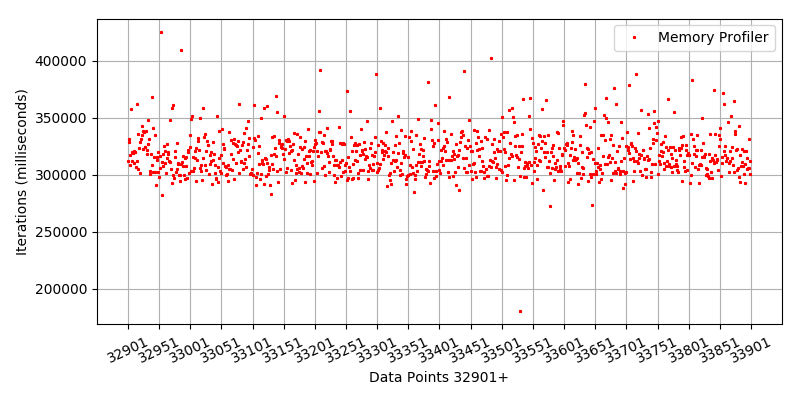 Memory Profiler
Iterations (milliseconds)
400000
350000
300000
250000
200000
32901 32951 33001 33051 33101 33151 33201 33251 33301 33351 33401 33451 33501 33551 33601 33651 33701 33751 33801 33851 33901
Data Points 32901+